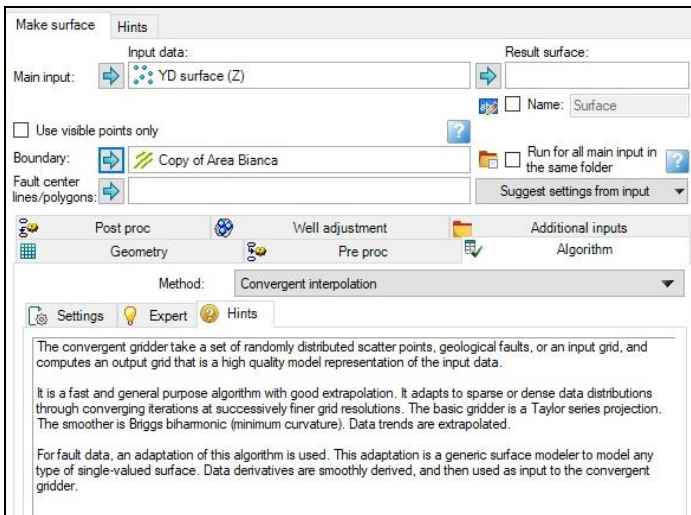 Make surface Hints
Input data: Result surface:
Main input: YD surface (Z)
Name: Surface
Use visible points only
Boundary: Copy of Area Bianca Run for all main input in
the same folder
Fault center
lines/polygons: Suggest settings from input
Post proc Well adjustment Additional inputs
Geometry Pre proc Algorithm
Method: Convergent interpolation
Settings Expert Hints
The convergent gridder take a set of randomly distributed scatter points, geological faults, or an input grid, and
computes an output grid that is a high quality model representation of the input data.
It is a fast and general purpose algorithm with good extrapolation. It adapts to sparse or dense data distributions
through converging iterations at successively finer grid resolutions. The basic gridder is a Taylor series projection.
The smoother is Briggs biharmonic (minimum curvature). Data trends are extrapolated.
For fault data, an adaptation of this algorithm is used. This adaptation is a generic surface modeler to model any
type of single-valued surface. Data derivatives are smoothly derived, and then used as input to the convergent
gridder.